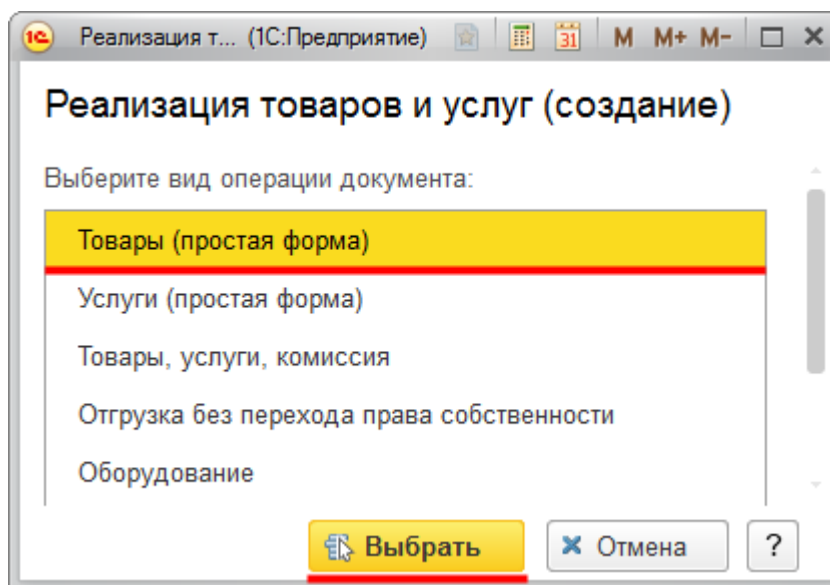 1С Реализация т... (1С:Предприятие) 31 M M+ M-
Реализация товаров и услуг (создание)
Выберите вид операции документа:
Товары (простая форма)
Услуги (простая форма)
Товары, услуги, комиссия
Отгрузка без перехода права собственности
Оборудование
Выбрать Отмена ?